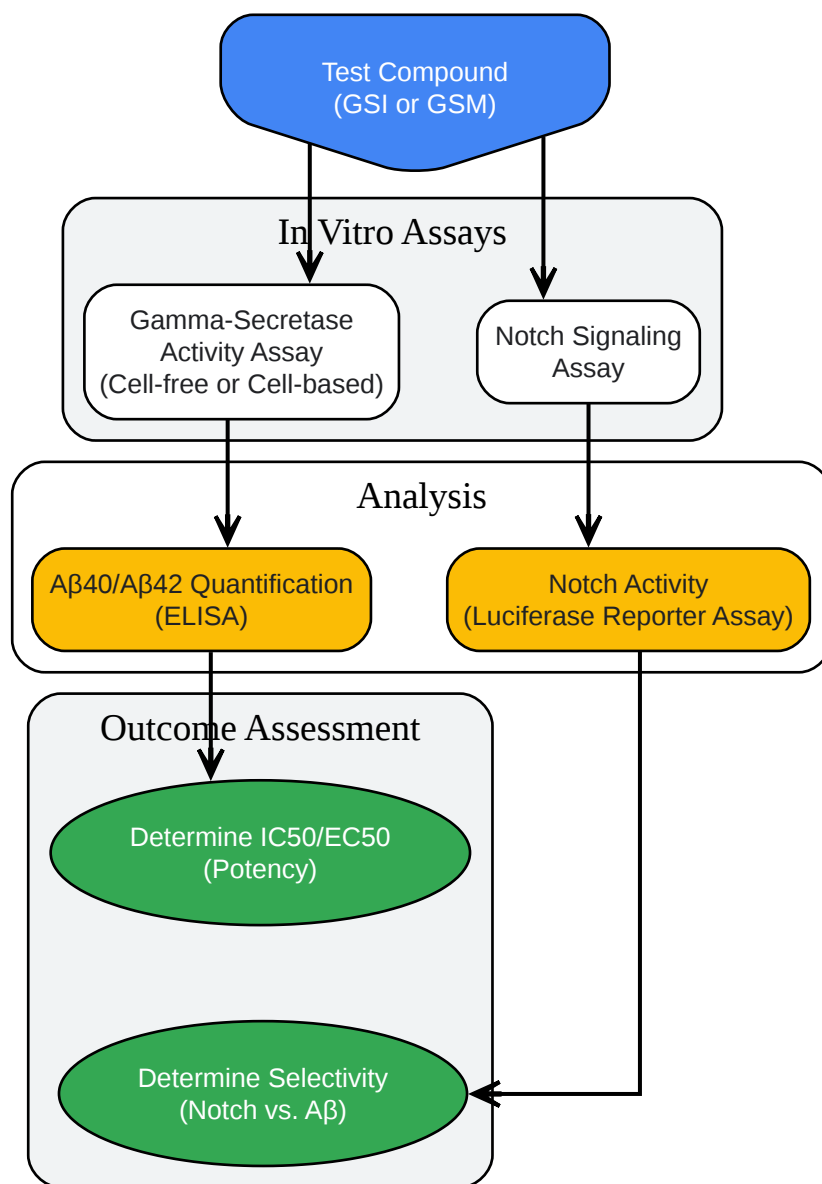 Test Compound
(GSI or GSM)
In Vitro Assays
Gamma-Secretase
Activity Assay
(Cell-free or Cell-based)
Notch Signaling
Assay
Analysis
Aβ40/Aβ42 Quantification
(ELISA)
Notch Activity
(Luciferase Reporter Assay)
Outcome Assessment
Determine IC50/EC50
(Potency)
Determine Selectivity
(Notch vs. Aβ)